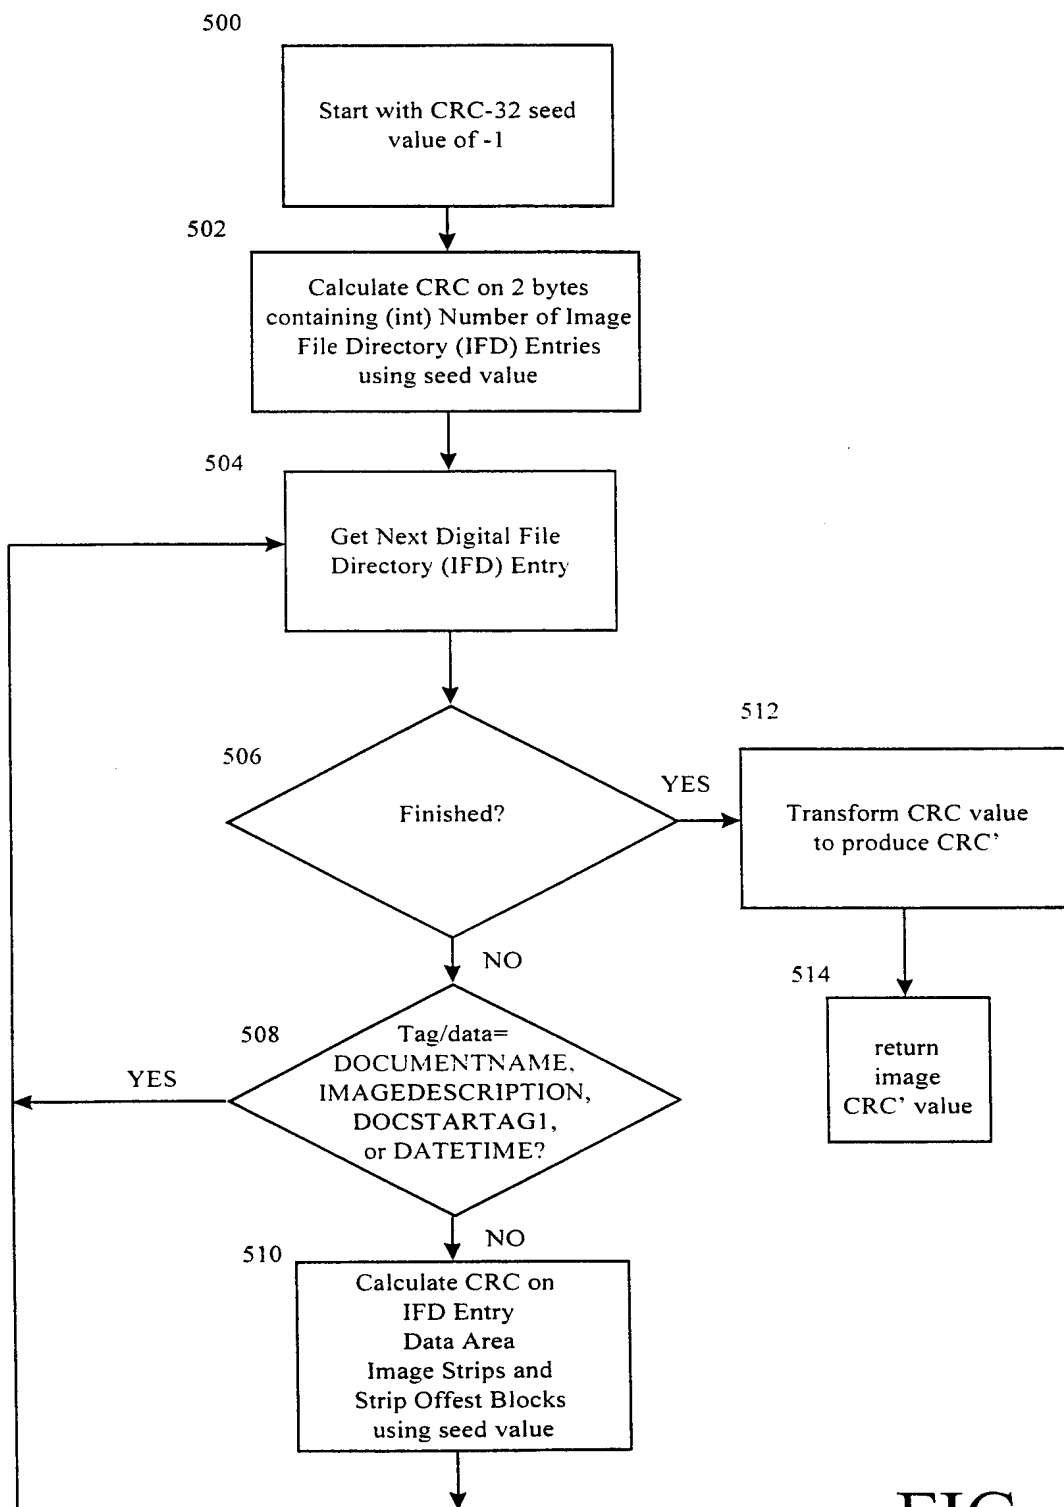 500
Start with CRC-32 seed
value of -1
502
Calculate CRC on 2 bytes
containing (int) Number of Image
File Directory (IFD) Entries
using seed value
504
Get Next Digital File
Directory (IFD) Entry
506
Finished?
YES
512
Transform CRC value
to produce CRC’
NO
514
return
image
CRC’ value
508
Tag/data=
DOCUMENTNAME,
IMAGEDESCRIPTION,
DOCSTARTAG1,
or DATETIME?
YES
NO
510
Calculate CRC on
IFD Entry
Data Area
Image Strips and
Strip Offest Blocks
using seed value
FIG